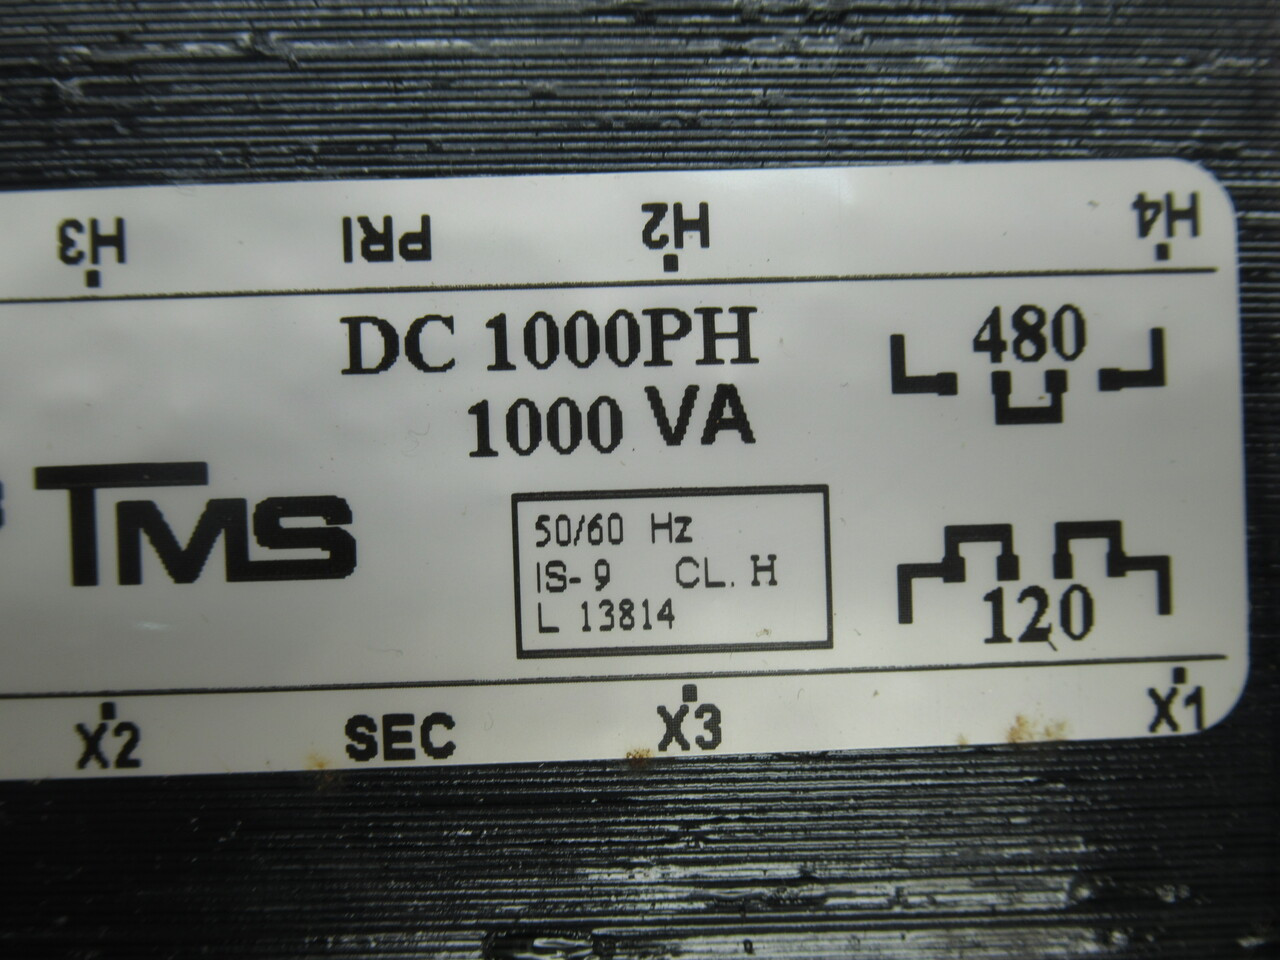 H3 PRI H2 H4
DC 1000PH
480
1000 VA
TMS
50/60 Hz
IS-9 CL. H
L 13814
120
X2 SEC X3 X1